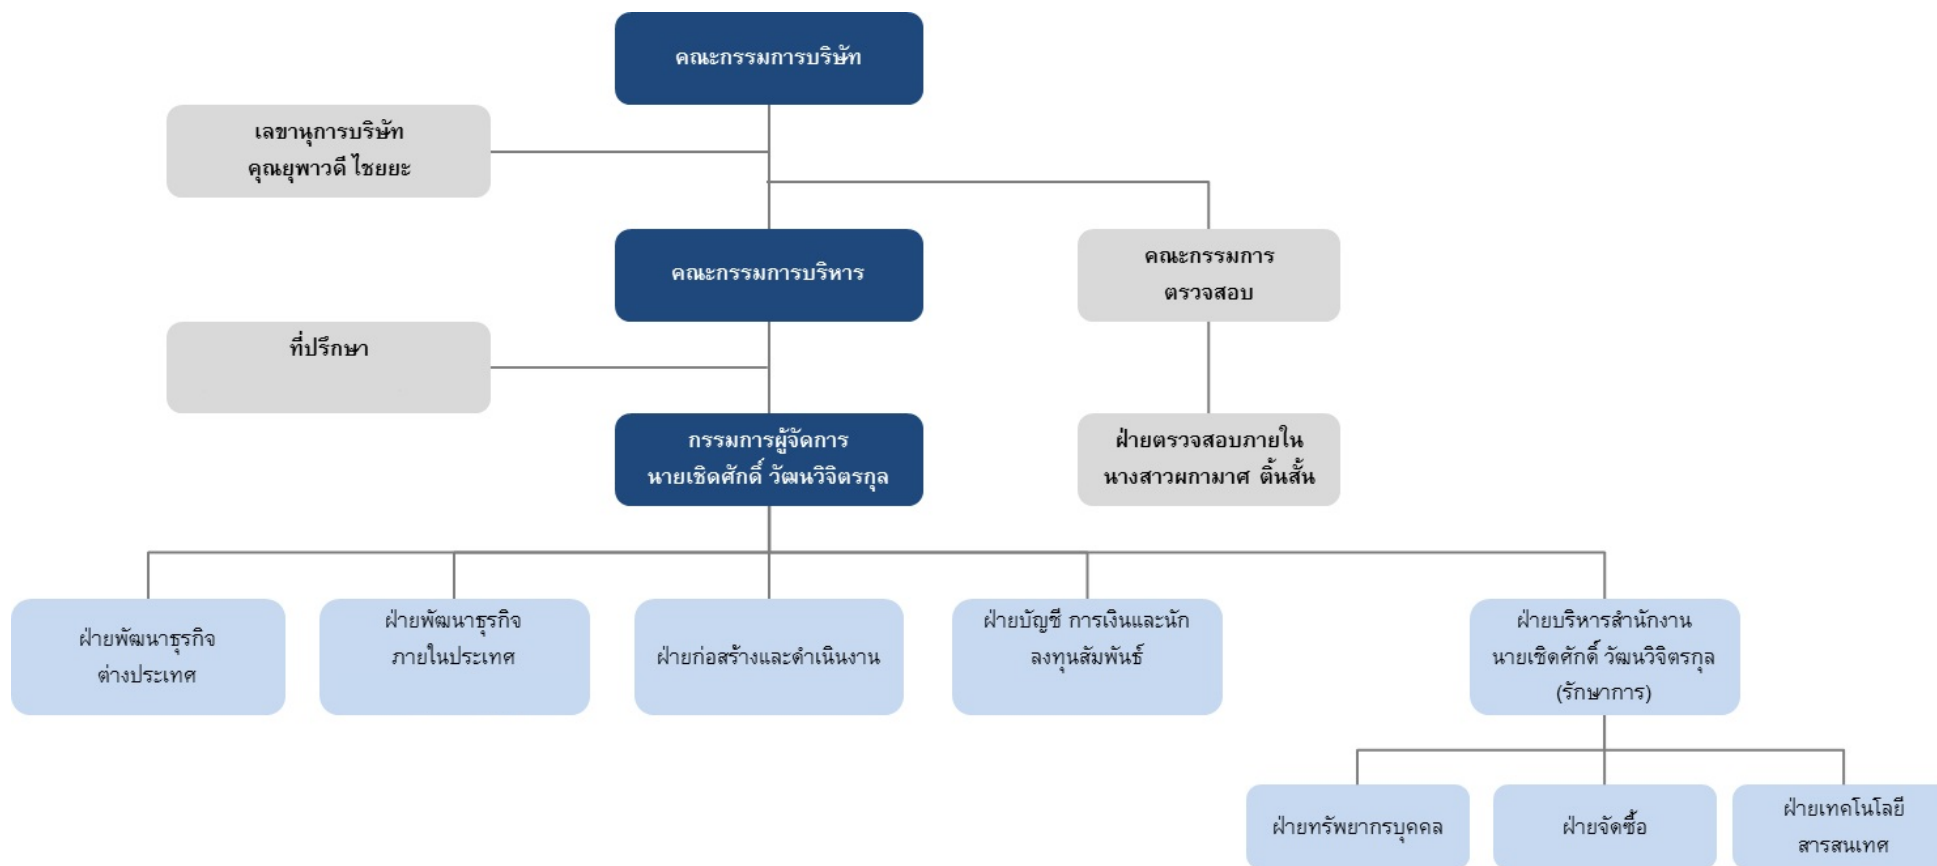 คณะกรรมการบริษัท
เลขานุการบริษัท
คุณยุพาวดี ไชยยะ
คณะกรรมการบริหาร
คณะกรรมการ
ตรวจสอบ
ที่ปรึกษา
กรรมการผู้จัดการ
นายเชิดศักดิ์ วัฒนวิจิตรกุล
ฝ่ายตรวจสอบภายใน
นางสาวผกามาศ ติ้นสั้น
ฝ่ายพัฒนาธุรกิจ
ต่างประเทศ
ฝ่ายพัฒนาธุรกิจ
ภายในประเทศ
ฝ่ายก่อสร้างและดำเนินงาน
ฝ่ายบัญชี การเงินและนัก
ลงทุนสัมพันธ์
ฝ่ายบริหารสำนักงาน
นายเชิดศักดิ์ วัฒนวิจิตรกุล
(รักษาการ)
ฝ่ายทรัพยากรบุคคล
ฝ่ายจัดซื้อ
ฝ่ายเทคโนโลยี
สารสนเทศ